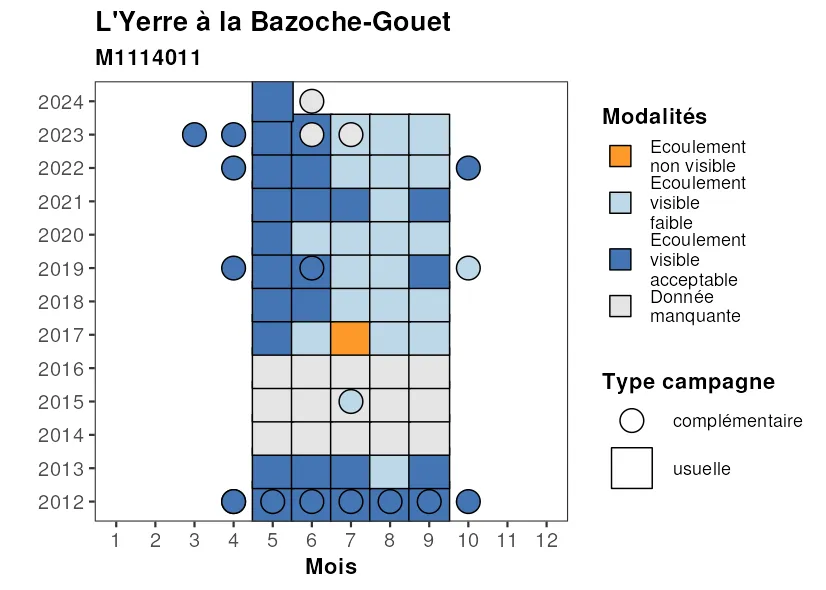 L'Yerre à la Bazoche-Gouet
M1114011
2024
2023
2022
2021
2020
2019
2018
2017
2016
2015
2014
2013
2012
1 2 3 4 5 6 7 8 9 10 11 12
Mois
Modalités
Ecoulement
non visible
Ecoulement
visible
faible
Ecoulement
visible
acceptable
Donnée
manquante
Type campagne
complémentaire
usuelle